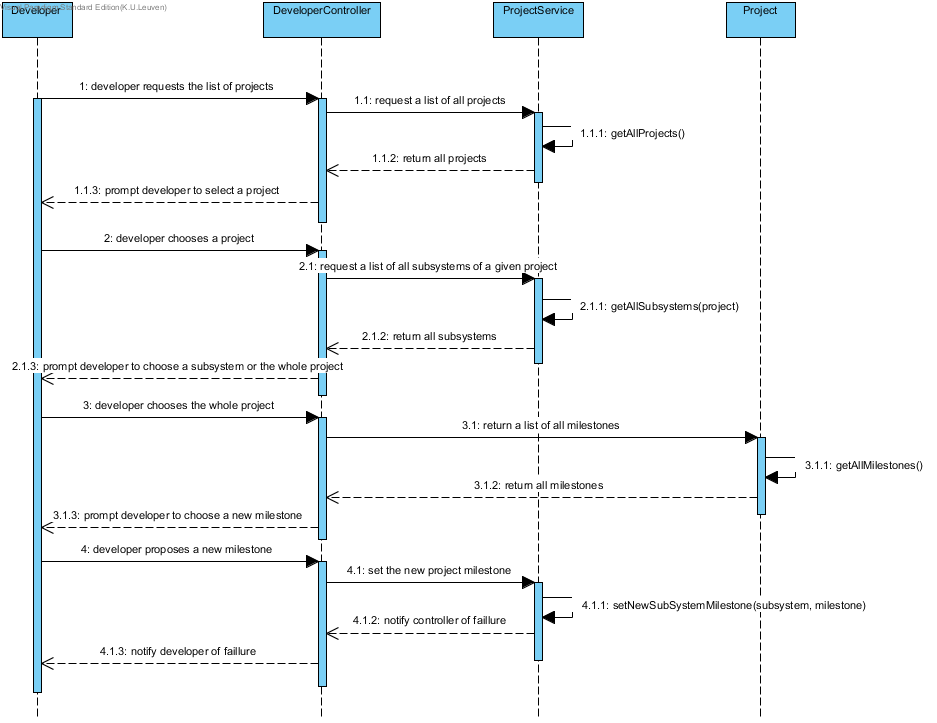 Standard Edition(K.U.Leuven)
Developer
DeveloperController
ProjectService
Project
1: developer requests the list of projects
1.1: request a list of all projects
1.1.1: getAllProjects()
1.1.2: return all projects
1.1.3: prompt developer to select a project
2: developer chooses a project
2.1: request a list of all subsystems of a given project
2.1.1: getAllSubsystems(project)
2.1.2: return all subsystems
2.1.3: prompt developer to choose a subsystem or the whole project
3: developer chooses the whole project
3.1: return a list of all milestones
3.1.1: getAllMilestones()
3.1.2: return all milestones
3.1.3: prompt developer to choose a new milestone
4: developer proposes a new milestone
4.1: set the new project milestone
4.1.1: setNewSubSystemMilestone(subsystem, milestone)
4.1.2: notify controller of faillure
4.1.3: notify developer of faillure